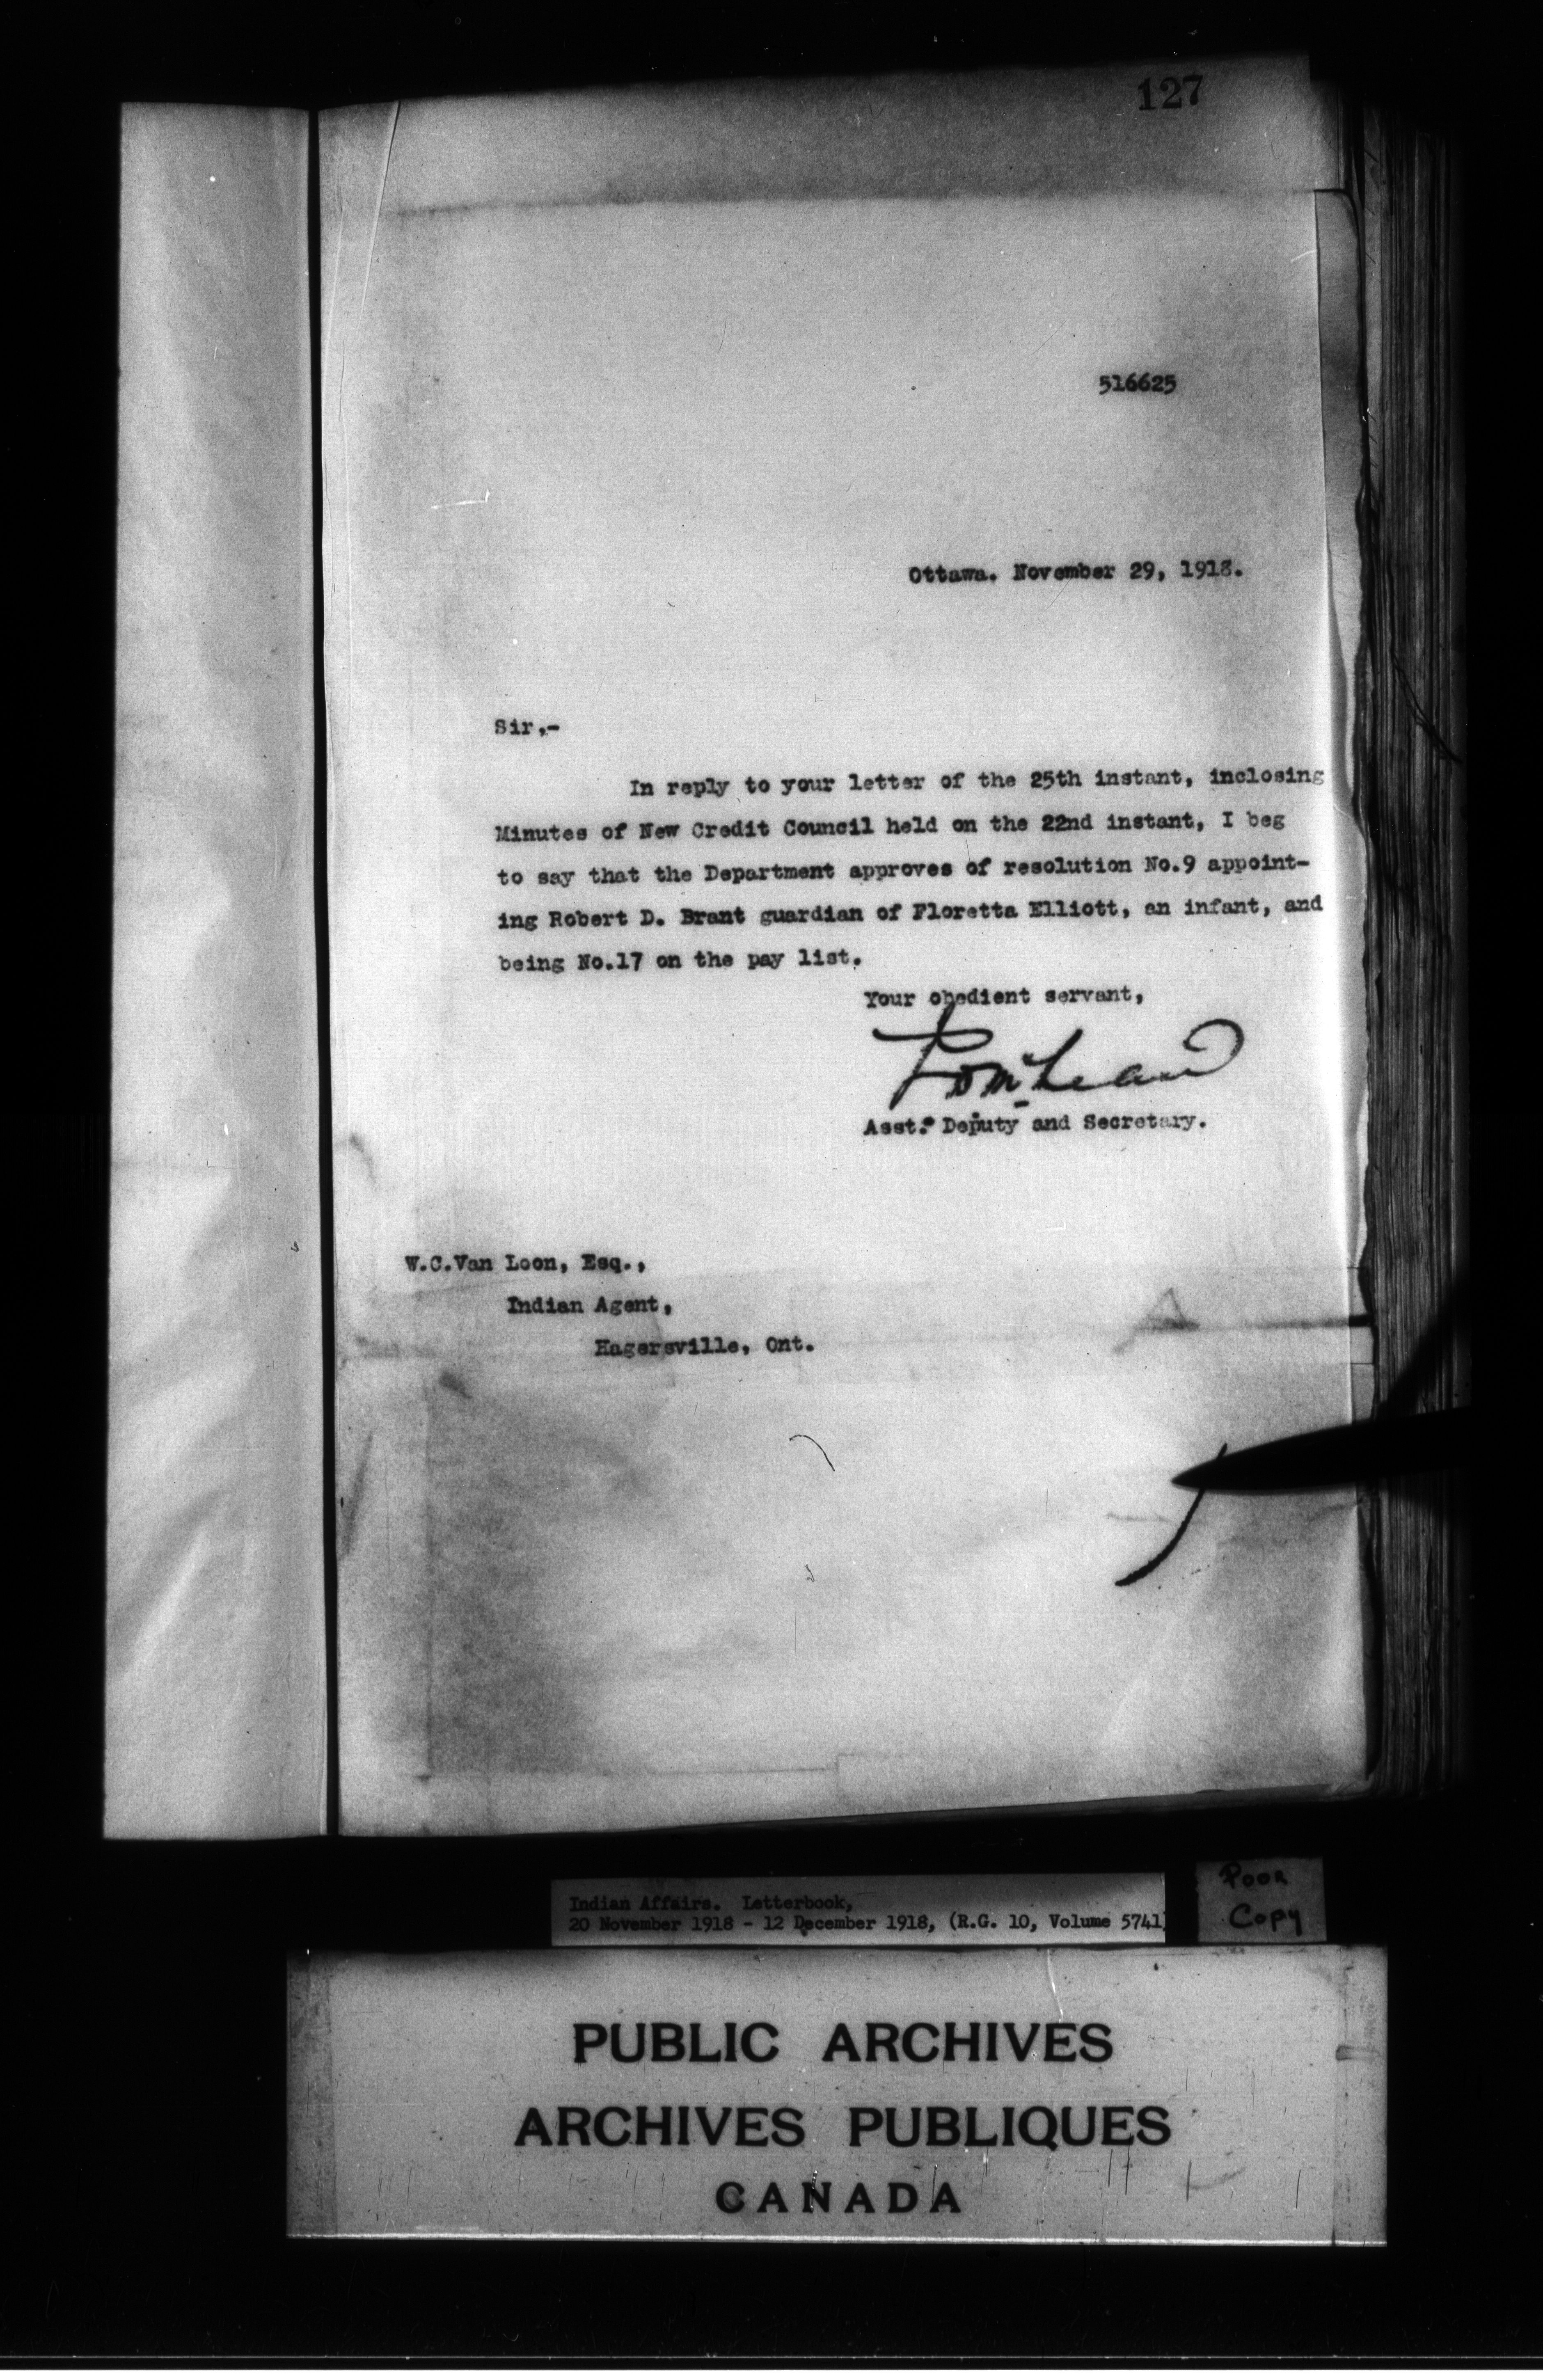 127
516625
Ottawa. November 29, 1918.
Sir,-
In reply to your letter of the 25th instant, inclosing
Minutes of New Credit Council held on the 22nd instant, I beg
to say that the Department approves of resolution No.9 appoint-
ing Robert D. Brant guardian of Floretta Elliott, an infant, and
being No.17 on the pay list.
Your obedient servant,
Asst. Deputy and Secretary.
W.C.Van Loon, Esq.,
Indian Agent,
Hagersville, Ont.
Indian Affairs. Letterbook,
20 November 1918 - 12 December 1918, (R.G. 10, Volume 5741)
Poor
Copy
PUBLIC ARCHIVES
ARCHIVES PUBLIQUES
CANADA